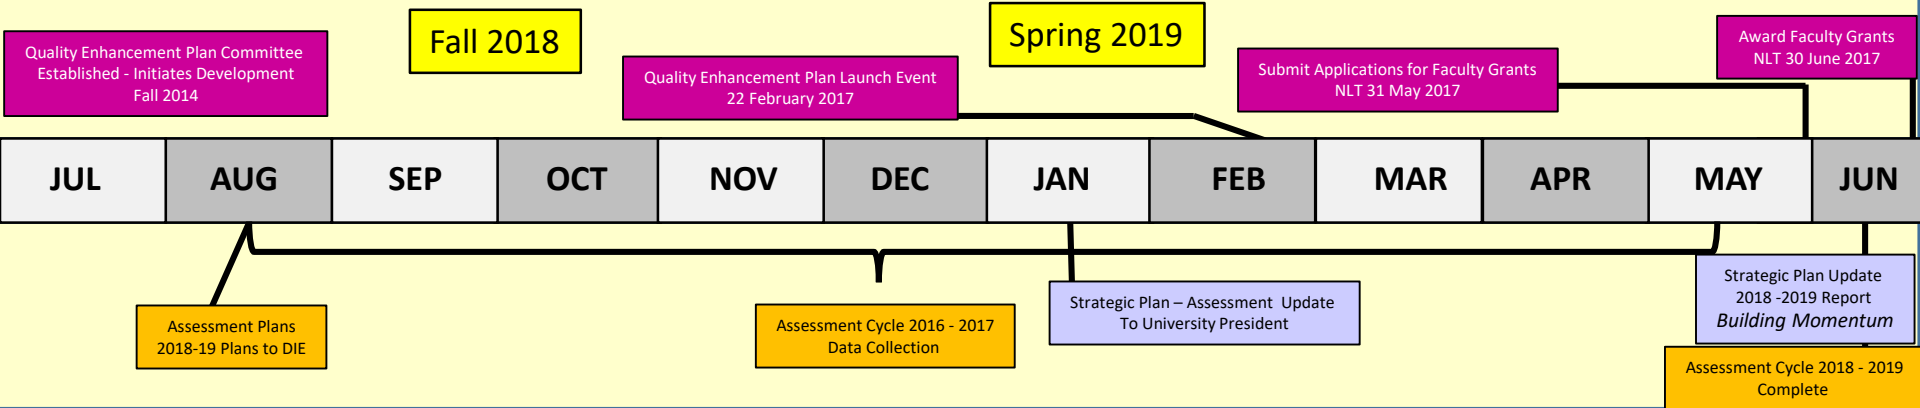 Fall 2018
Spring 2019
Quality Enhancement Plan Committee
Established - Initiates Development
Fall 2014
Quality Enhancement Plan Launch Event
22 February 2017
Submit Applications for Faculty Grants
NLT 31 May 2017
Award Faculty Grants
NLT 30 June 2017
JUL AUG SEP OCT NOV DEC JAN FEB MAR APR MAY JUN
Assessment Plans
2018-19 Plans to DIE
Assessment Cycle 2016 - 2017
Data Collection
Strategic Plan – Assessment Update
To University President
Strategic Plan Update
2018 -2019 Report
Building Momentum
Assessment Cycle 2018 - 2019
Complete